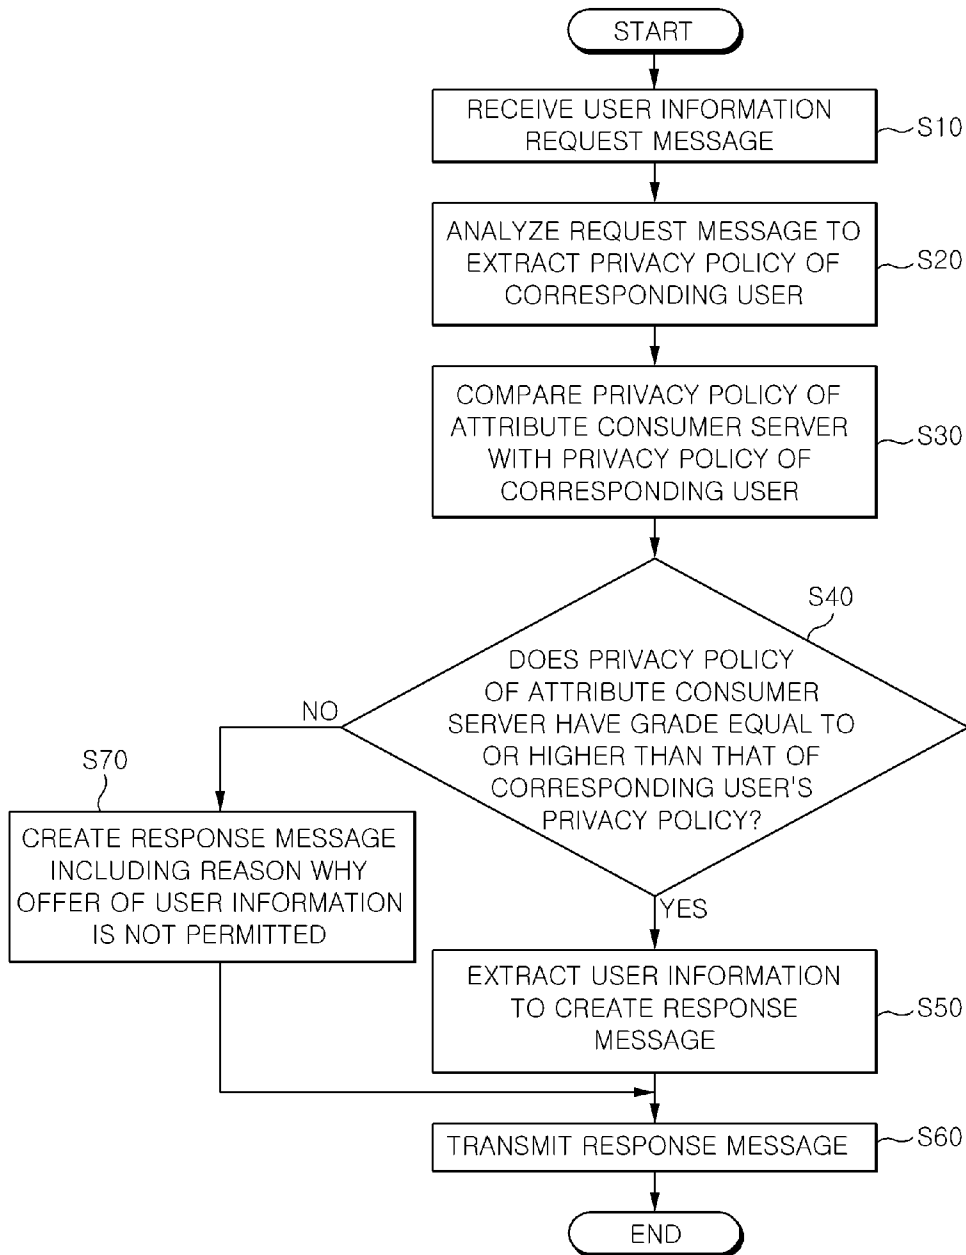 START
RECEIVE USER INFORMATION
REQUEST MESSAGE
S10
ANALYZE REQUEST MESSAGE TO
EXTRACT PRIVACY POLICY OF
CORRESPONDING USER
S20
COMPARE PRIVACY POLICY OF
ATTRIBUTE CONSUMER SERVER
WITH PRIVACY POLICY OF
CORRESPONDING USER
S30
S40
DOES PRIVACY POLICY
OF ATTRIBUTE CONSUMER
SERVER HAVE GRADE EQUAL TO
OR HIGHER THAN THAT OF
CORRESPONDING USER'S
PRIVACY POLICY?
NO
S70
CREATE RESPONSE MESSAGE
INCLUDING REASON WHY
OFFER OF USER INFORMATION
IS NOT PERMITTED
YES
EXTRACT USER INFORMATION
TO CREATE RESPONSE
MESSAGE
S50
TRANSMIT RESPONSE MESSAGE
S60
END